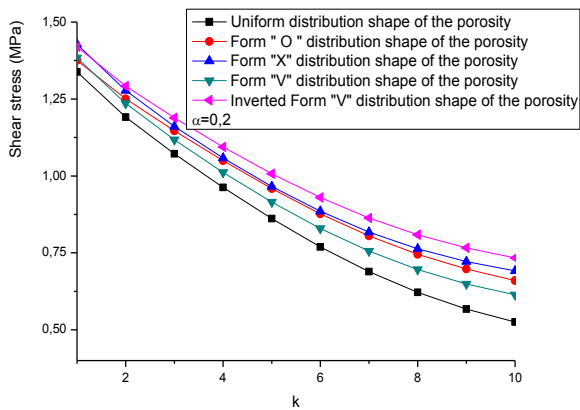 1,50
1,25
1,00
0,75
0,50
Shear stress (MPa)
Uniform distribution shape of the porosity
Form " O " distribution shape of the porosity
Form "X" distribution shape of the porosity
Form "V" distribution shape of the porosity
Inverted Form "V" distribution shape of the porosity
α=0,2
2 4 6 8 10
k